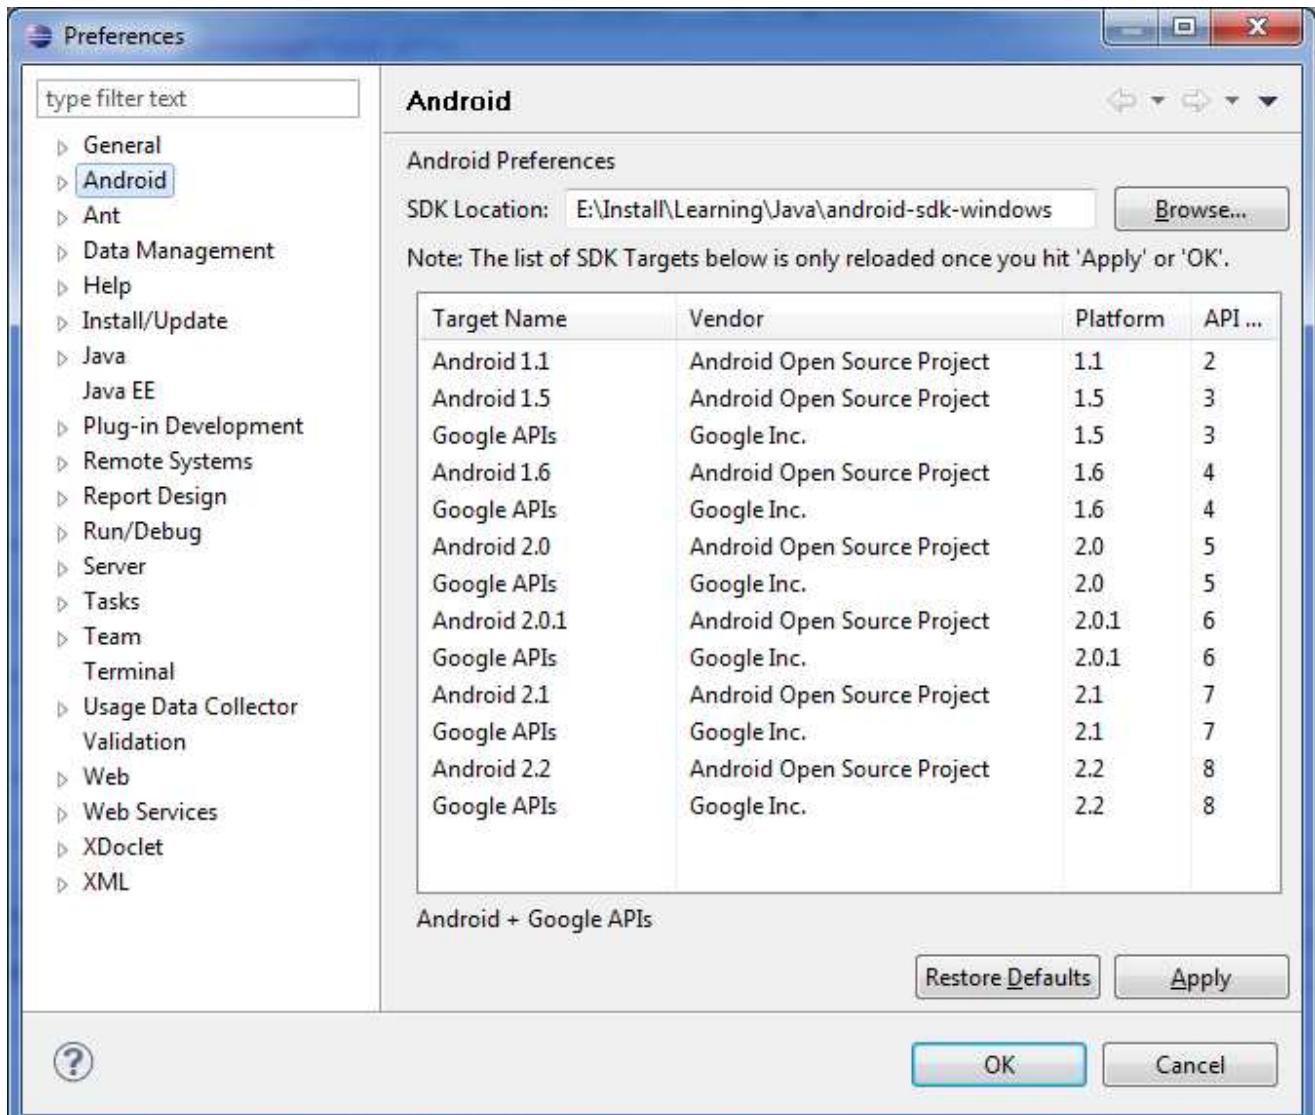 Preferences
type filter text
General
Android
Ant
Data Management
Help
Install/Update
Java
Java EE
Plug-in Development
Remote Systems
Report Design
Run/Debug
Server
Tasks
Team
Terminal
Usage Data Collector
Validation
Web
Web Services
XDoclet
XML
Android
Android Preferences
SDK Location: E:\Install\Learning\Java\android-sdk-windows Browse...
Note: The list of SDK Targets below is only reloaded once you hit 'Apply' or 'OK'.
Target Name Vendor Platform API ...
Android 1.1 Android Open Source Project 1.1 2
Android 1.5 Android Open Source Project 1.5 3
Google APIs Google Inc. 1.5 3
Android 1.6 Android Open Source Project 1.6 4
Google APIs Google Inc. 1.6 4
Android 2.0 Android Open Source Project 2.0 5
Google APIs Google Inc. 2.0 5
Android 2.0.1 Android Open Source Project 2.0.1 6
Google APIs Google Inc. 2.0.1 6
Android 2.1 Android Open Source Project 2.1 7
Google APIs Google Inc. 2.1 7
Android 2.2 Android Open Source Project 2.2 8
Google APIs Google Inc. 2.2 8
Android + Google APIs
Restore Defaults Apply
? OK Cancel